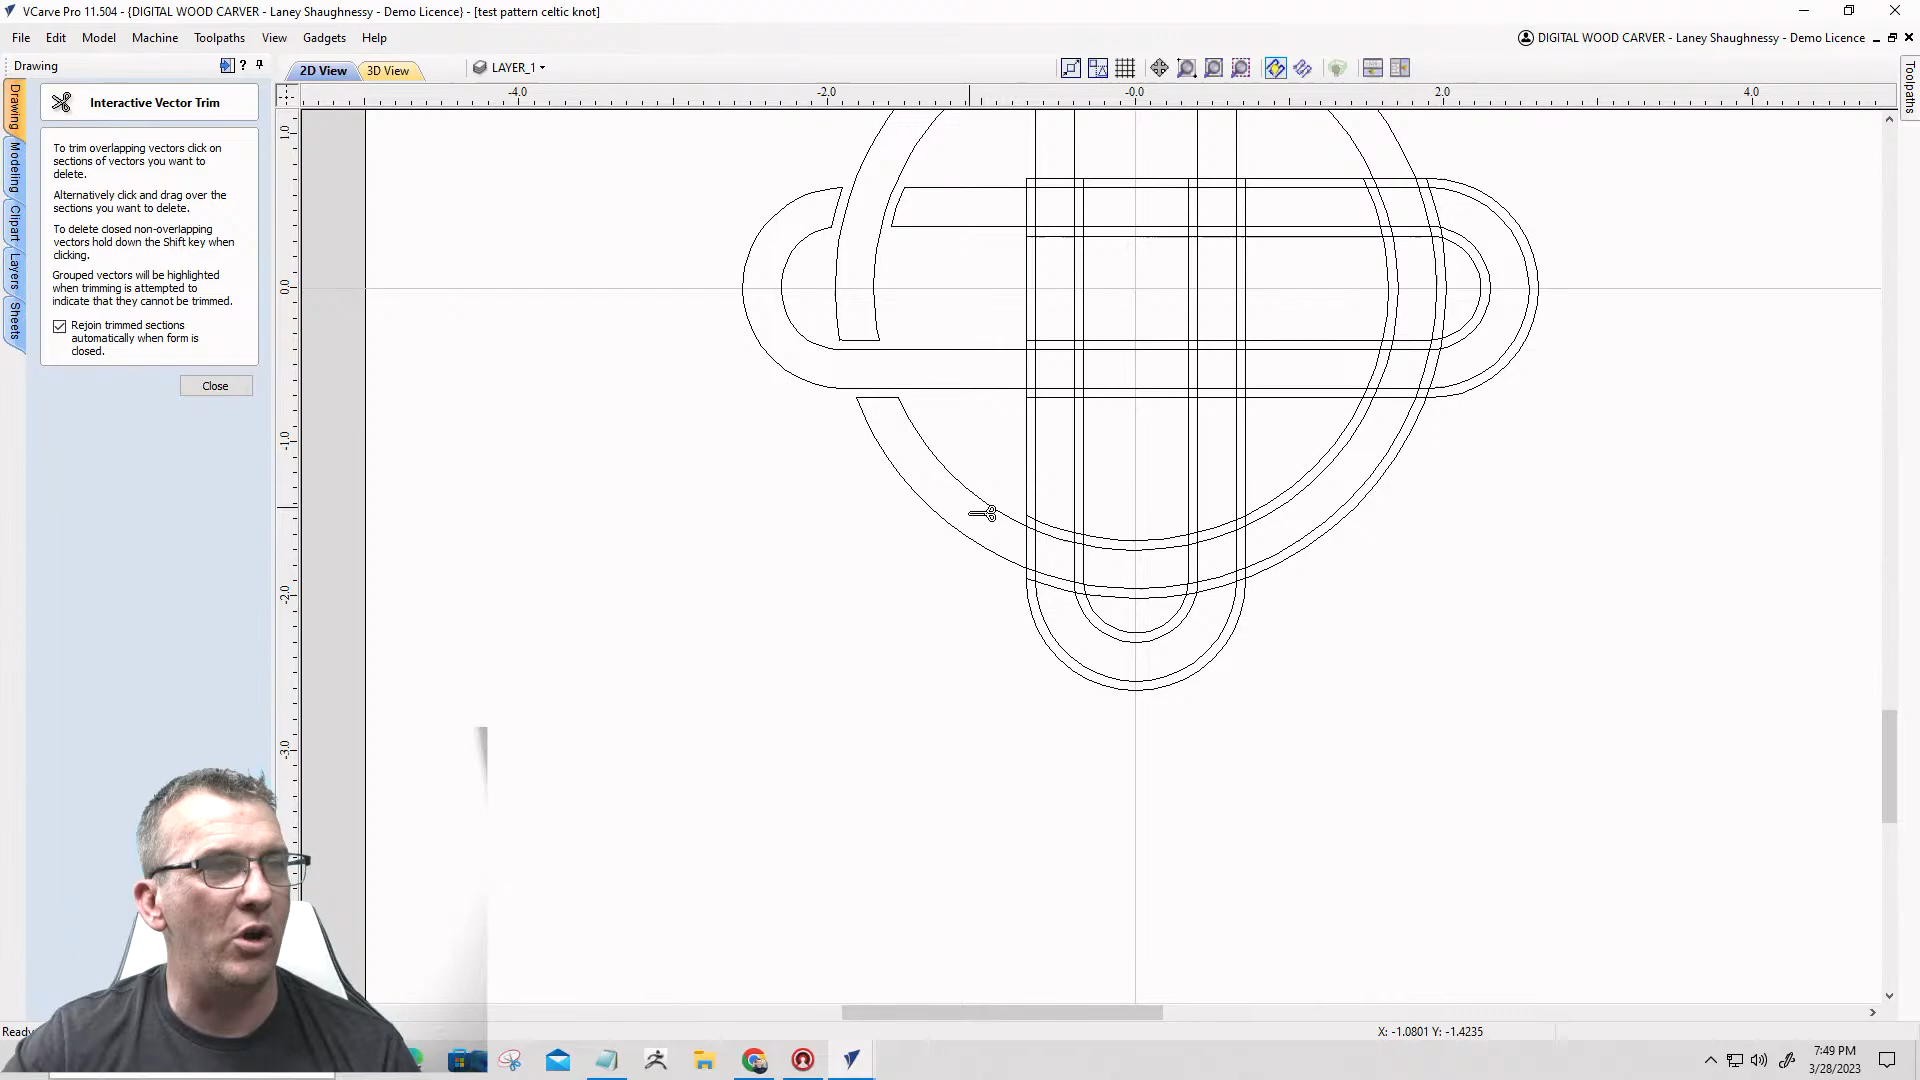 VCarve Pro 11.504 - {DIGITAL WOOD CARVER - Laney Shaughnessy - Demo Licence} - [test pattern celtic knot]
File Edit Model Machine Toolpaths View Gadgets Help
DIGITAL WOOD CARVER - Laney Shaughnessy - Demo Licence
Drawing
?
2D View
3D View
LAYER_1
Toolpaths
-4.0 -2.0 -0.0 2.0 4.0
Drawing
Modeling
Clipart
Layers
Sheets
Interactive Vector Trim
To trim overlapping vectors click on
sections of vectors you want to
delete.
Alternatively click and drag over the
sections you want to delete.
To delete closed non-overlapping
vectors hold down the Shift key when
clicking.
Grouped vectors will be highlighted
when trimming is attempted to
indicate that they cannot be trimmed.
Rejoin trimmed sections
automatically when form is
closed.
Close
1.0
0.0
-1.0
-2.0
-3.0
Ready
X: -1.0801 Y: -1.4235
7:49 PM
3/28/2023